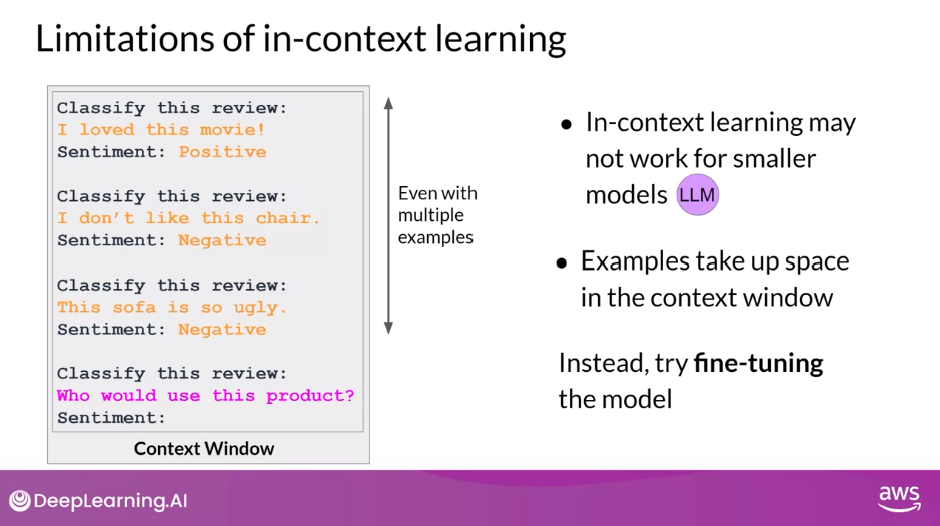 Limitations of in-context learning
Classify this review:
I loved this movie!
Sentiment: Positive
Classify this review:
I don't like this chair.
Sentiment: Negative
Classify this review:
This sofa is so ugly.
Sentiment: Negative
Classify this review:
Who would use this product?
Sentiment:
Context Window
Even with
multiple
examples
• In-context learning may
not work for smaller
models LLM
• Examples take up space
in the context window
Instead, try fine-tuning
the model
DeepLearning.AI
aws